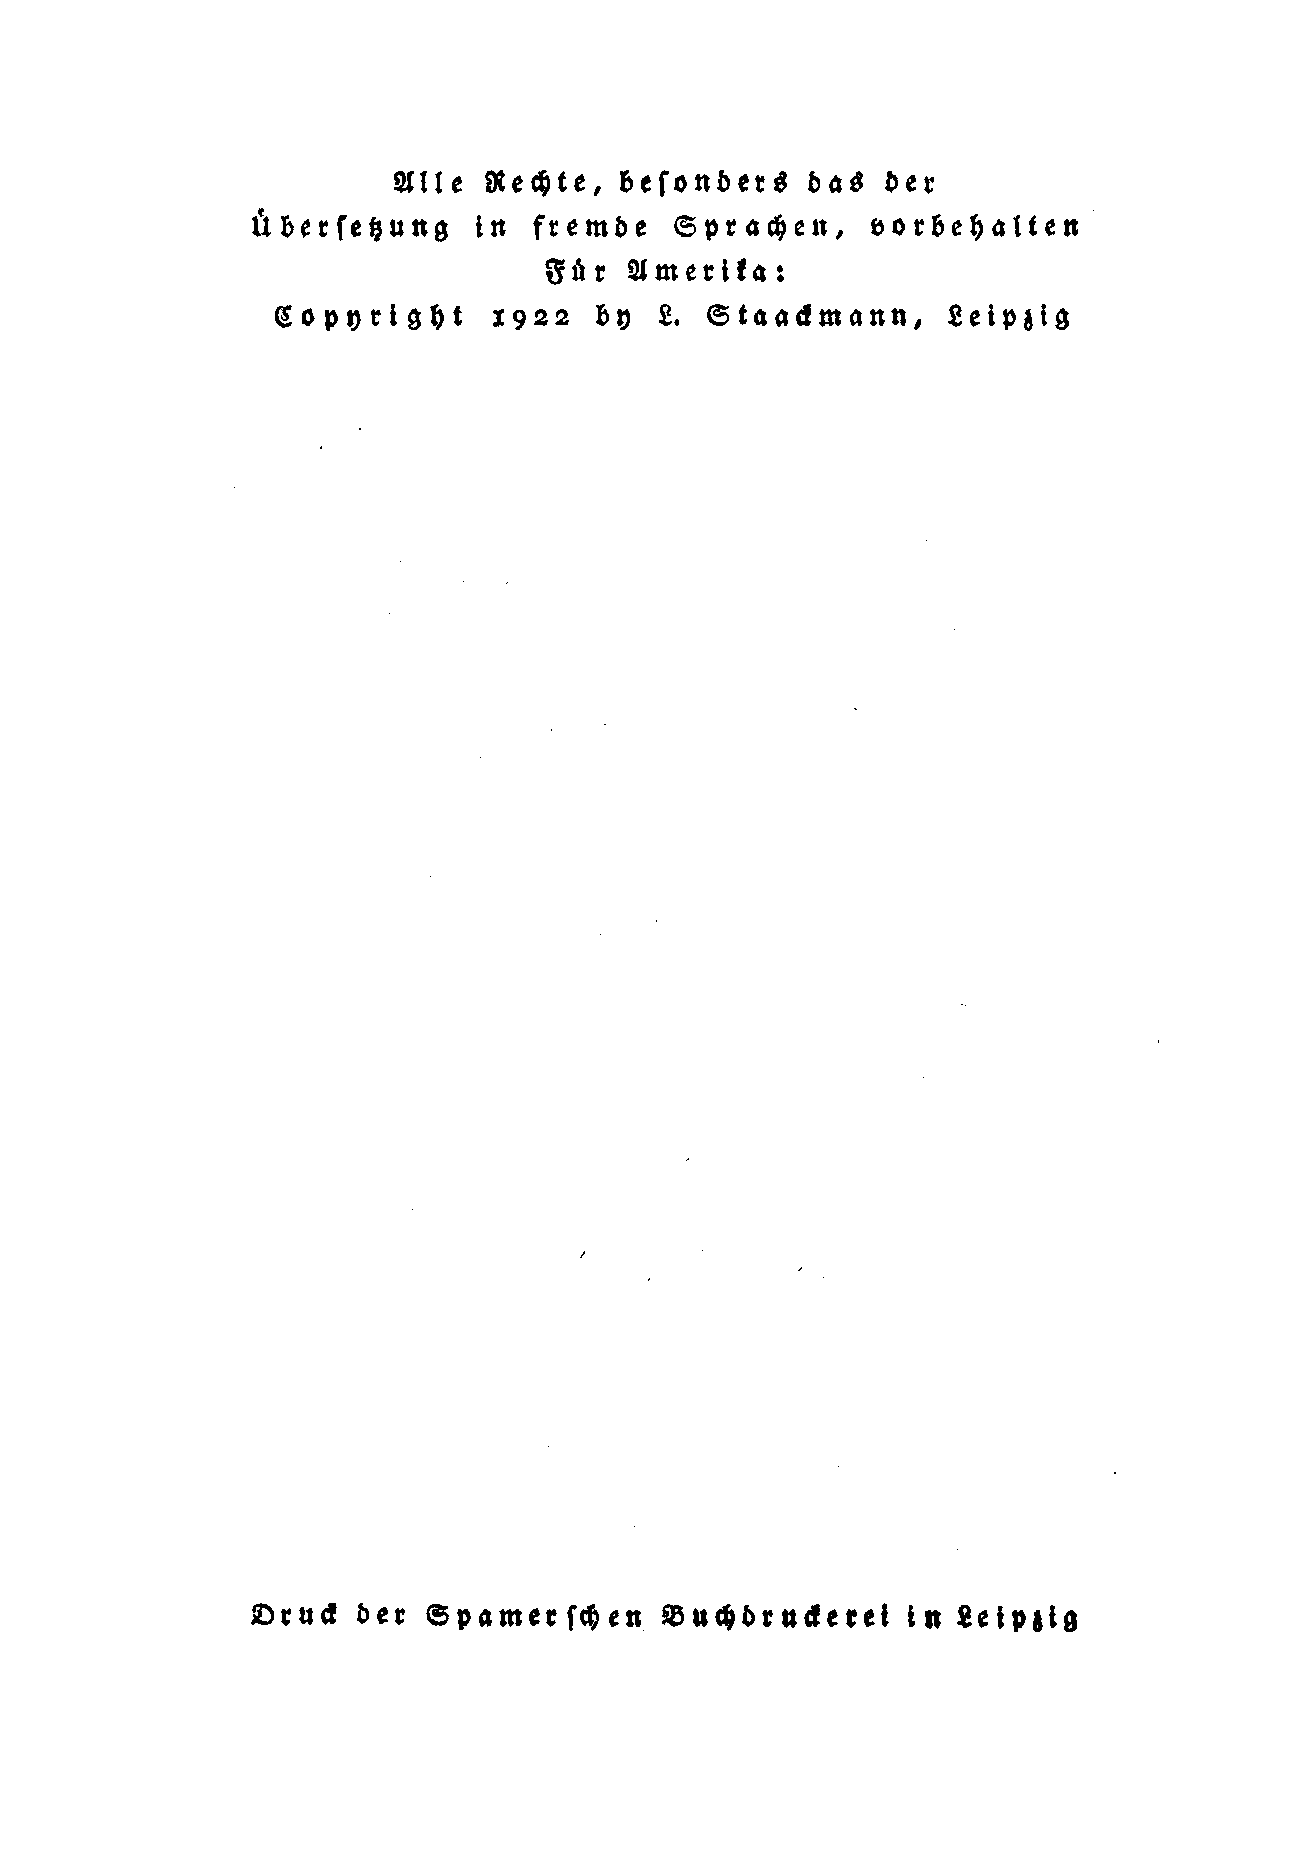 Alle Rechte, beſonders das der
Überſetzung in fremde Sprachen, vorbehalten
Für Amerika:
Copyright 1922 by L. Staackmann, Leipzig
Druck der Spamerſchen Buchdruckerei in Leipzig